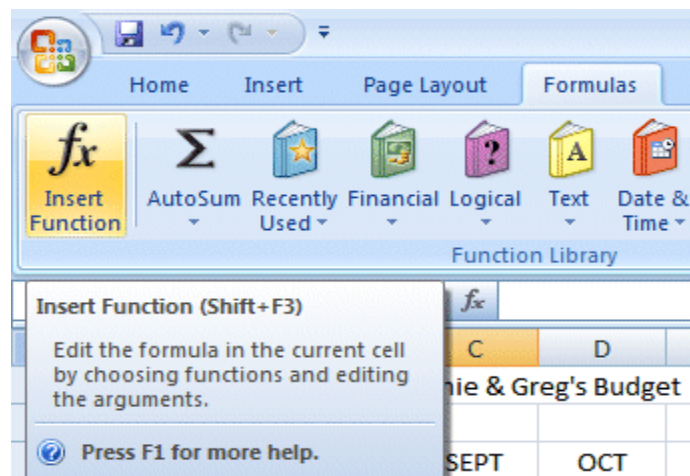 Home Insert Page Layout Formulas
fx Σ ? A
Insert Function
AutoSum
Recently Used
Financial
Logical
Text
Date & Time
Function Library
Insert Function (Shift+F3)
fx
Edit the formula in the current cell
by choosing functions and editing
the arguments.
Press F1 for more help.
C D
& Greg's Budget
SEPT OCT